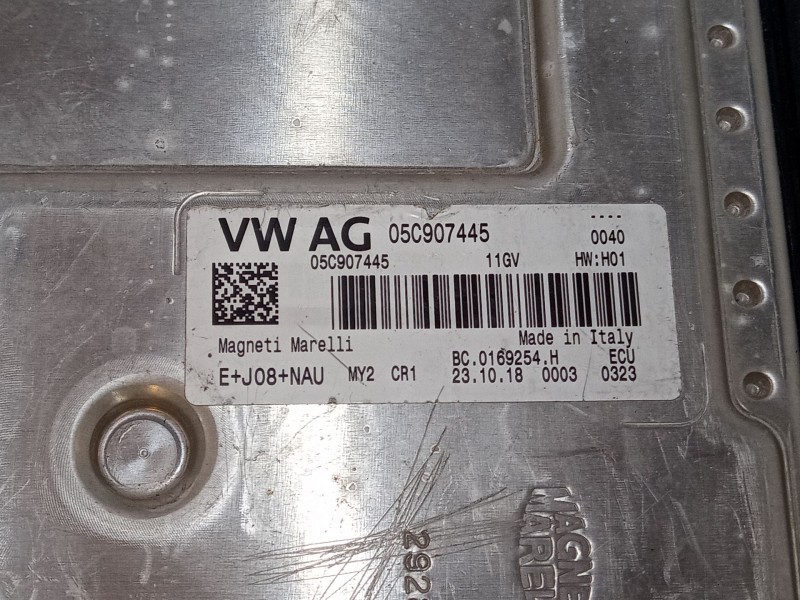 VW AG 05C907445 0040
05C907445 11GV HW:H01
Magneti Marelli Made in Italy
BC.0169254.H ECU
E+J08+NAU MY2 CR1 23.10.18 0003 0323